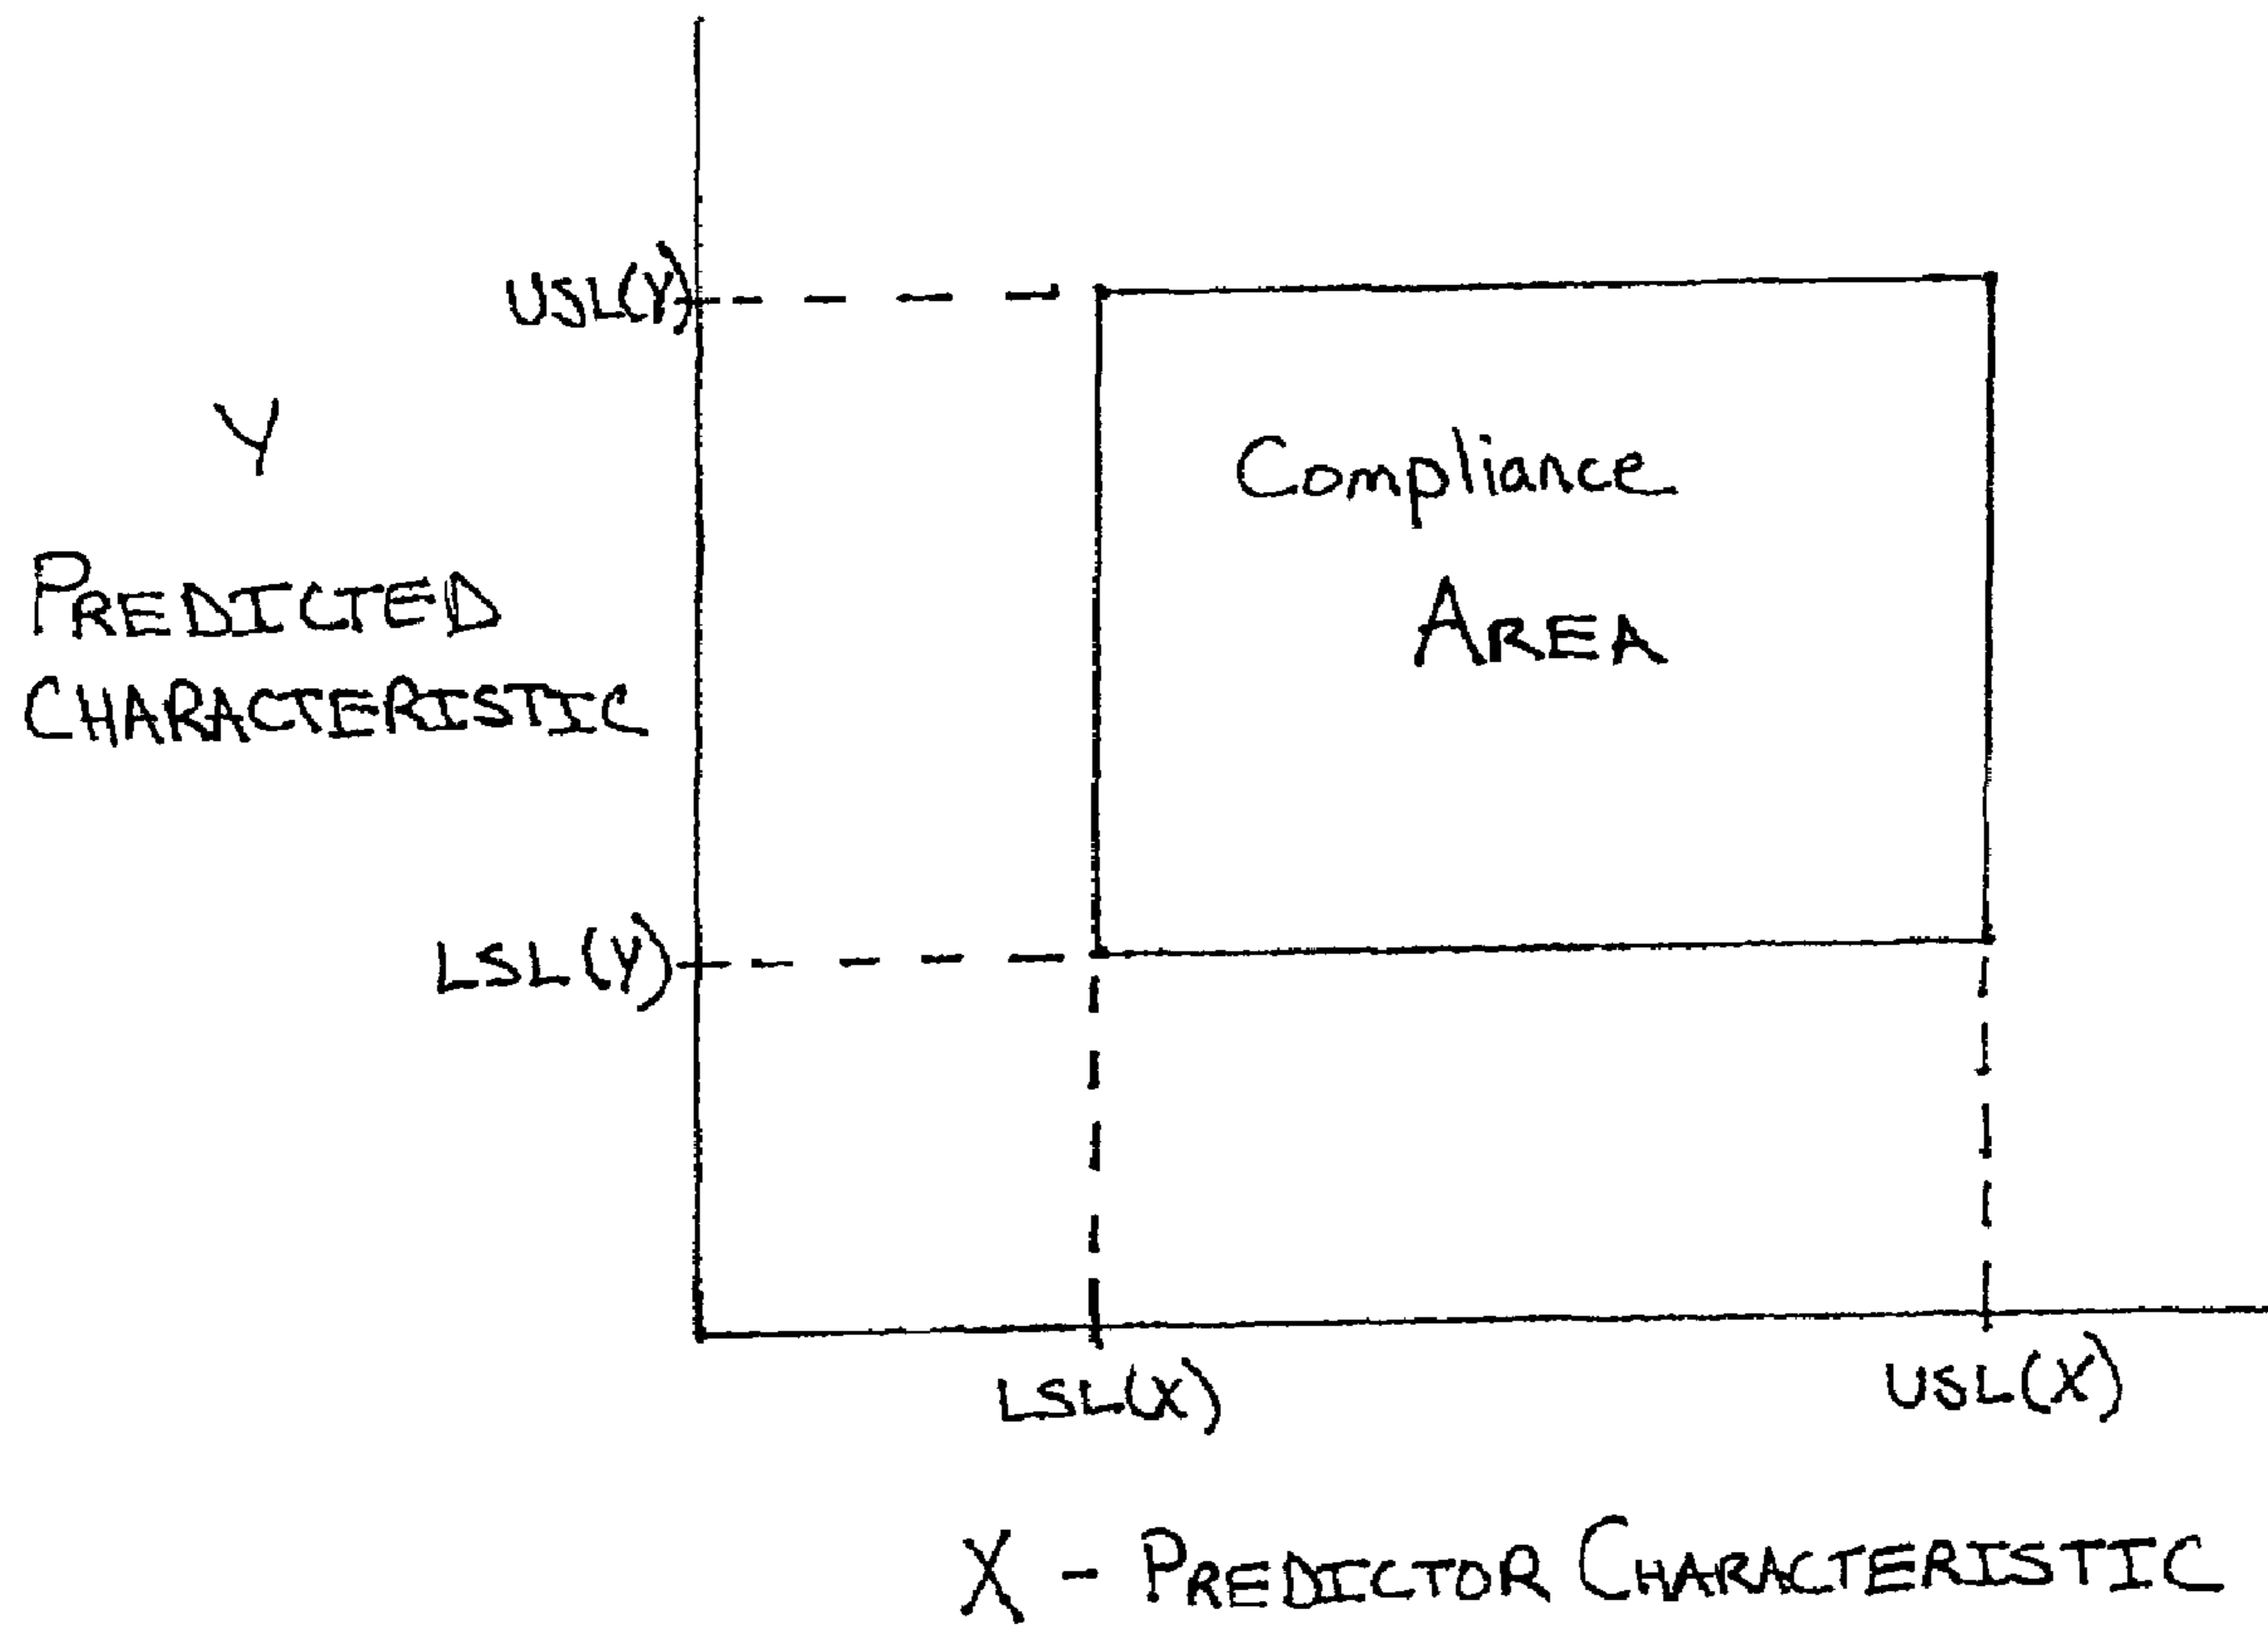 USL(Y)
Y
Compliance
AREA
PREDICTED
CHARACTERISTIC
LSL(Y)
LSL(X)
USL(X)
X - PREDICTOR CHARACTERISTIC